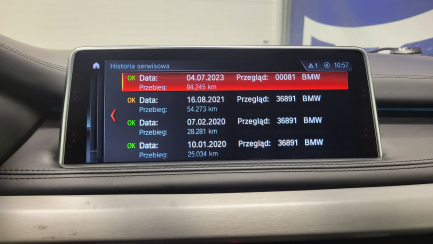 Historia serwisowa 1 10:57
OK Data: 04.07.2023 Przegląd: 00081 BMW
Przebieg: 84.245 km
OK Data: 16.08.2021 Przegląd: 36891 BMW
Przebieg: 54.273 km
OK Data: 07.02.2020 Przegląd: 36891 BMW
Przebieg: 28.281 km
OK Data: 10.01.2020 Przegląd: 36891 BMW
Przebieg: 25.034 km